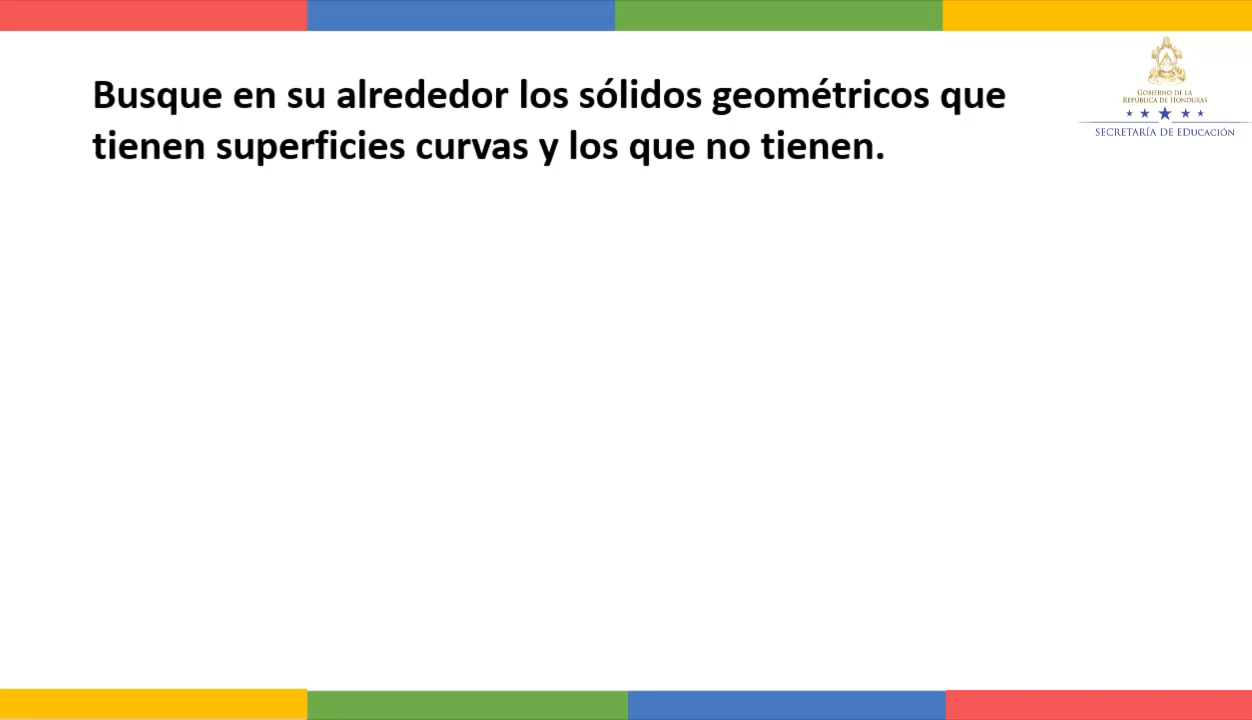 Busque en su alrededor los sólidos geométricos que
tienen superficies curvas y los que no tienen.
GOBIERNO DE LA
REPÚBLICA DE HONDURAS
SECRETARÍA DE EDUCACIÓN